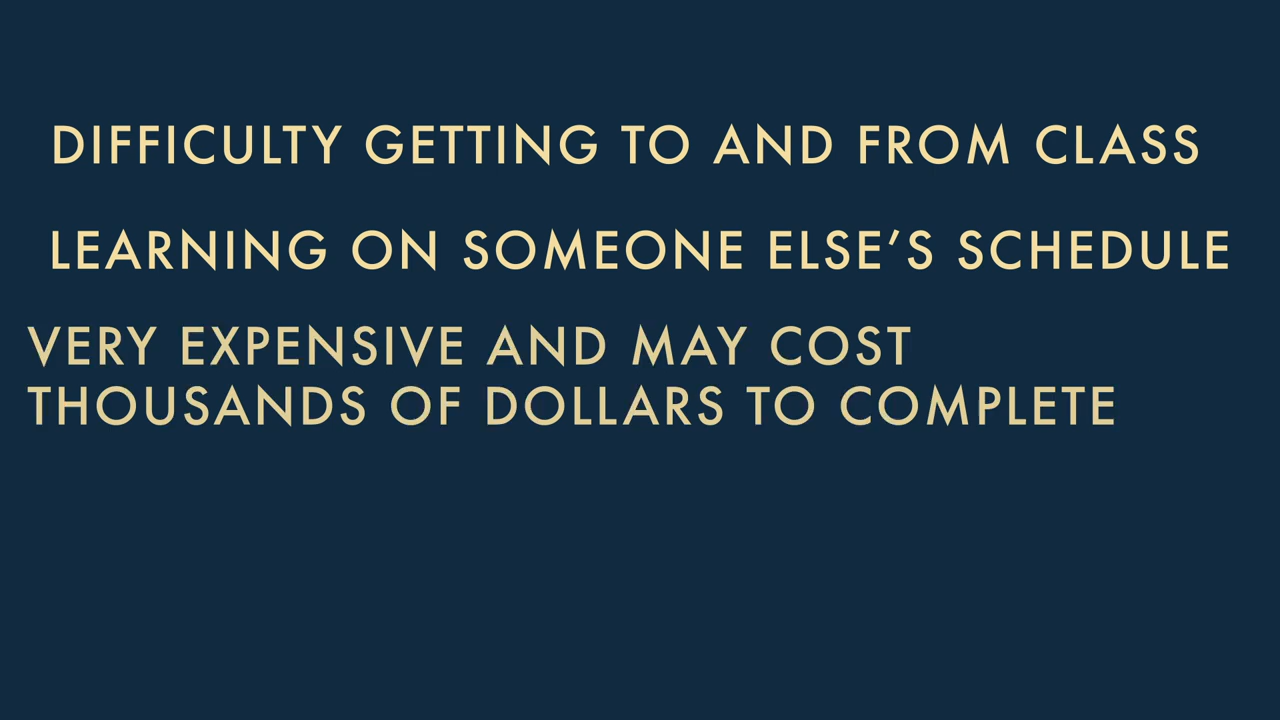 DIFFICULTY GETTING TO AND FROM CLASS
LEARNING ON SOMEONE ELSE’S SCHEDULE
VERY EXPENSIVE AND MAY COST
THOUSANDS OF DOLLARS TO COMPLETE